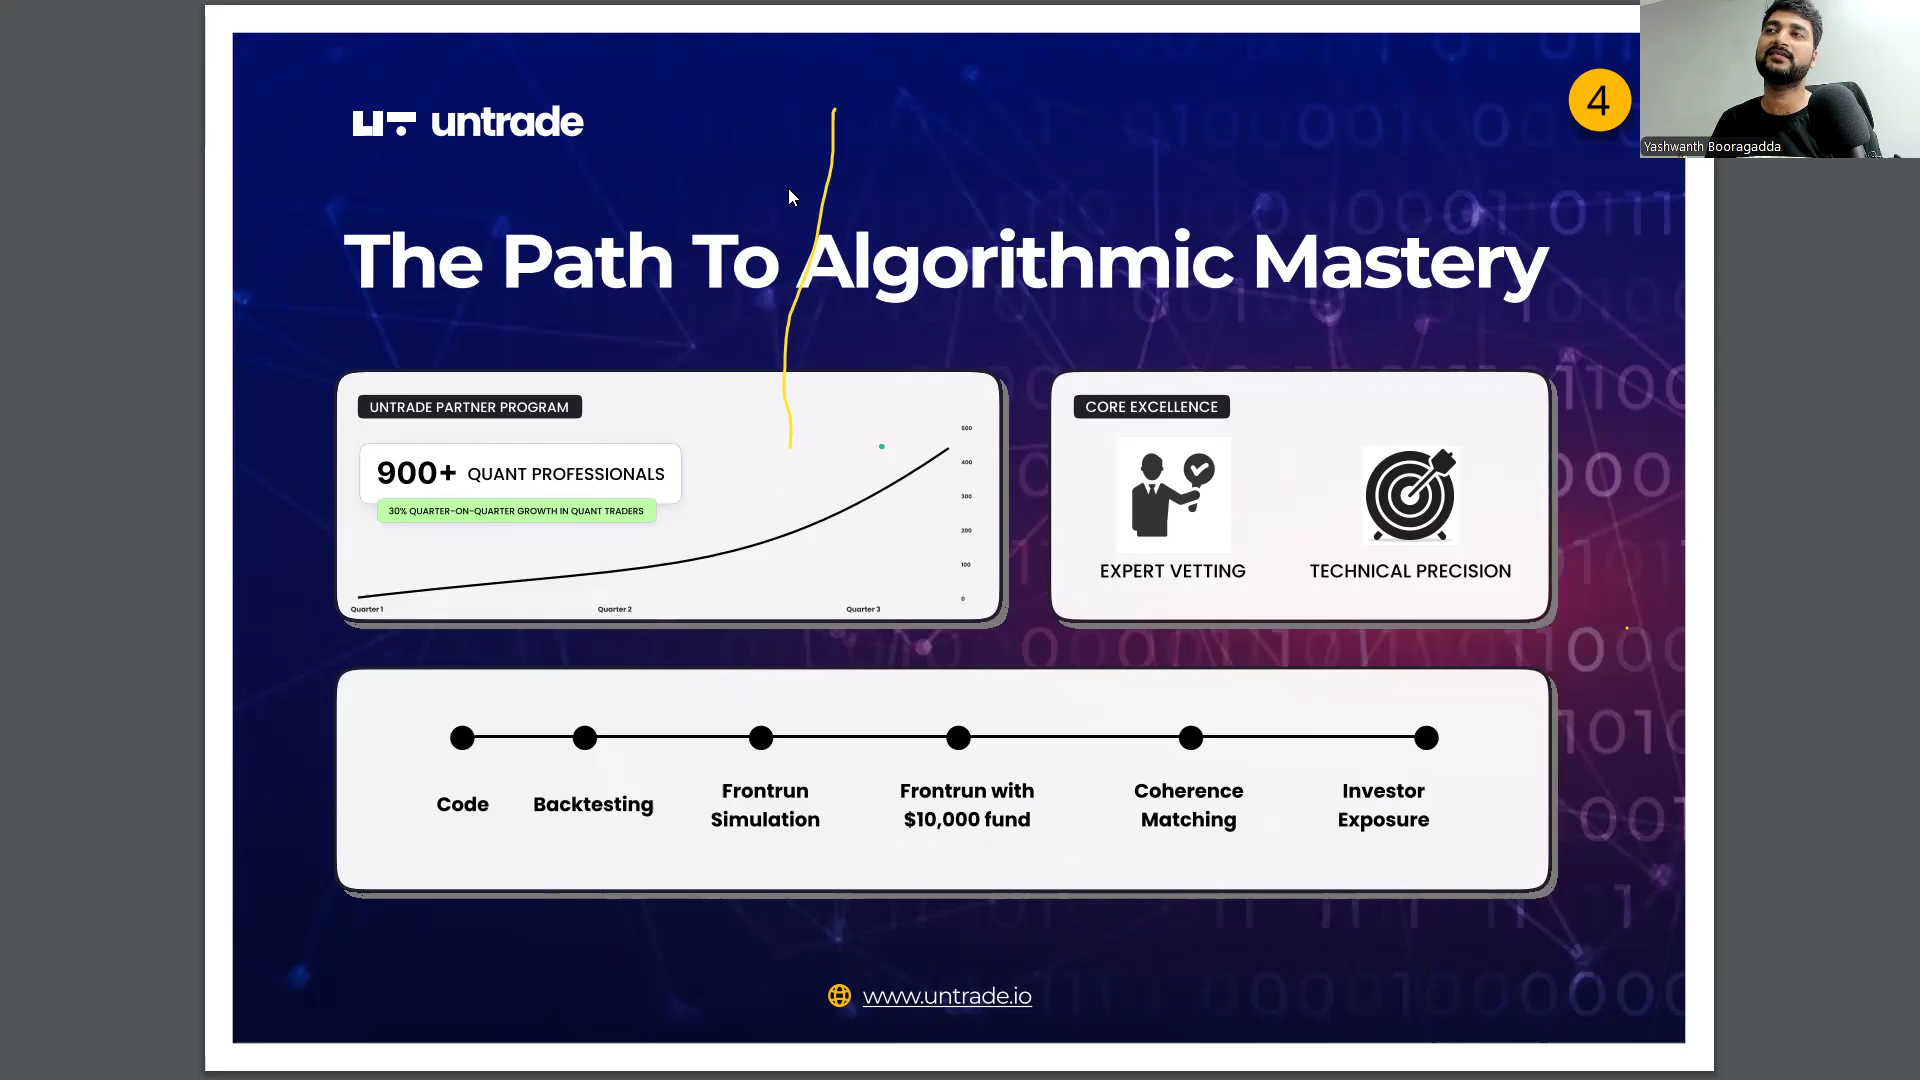 untrade
4
Yashwanth Booragadda
The Path To Algorithmic Mastery
UNTRADE PARTNER PROGRAM
900+ QUANT PROFESSIONALS
30% QUARTER-ON-QUARTER GROWTH IN QUANT TRADERS
500
400
300
200
100
0
Quarter 1
Quarter 2
Quarter 3
CORE EXCELLENCE
EXPERT VETTING
TECHNICAL PRECISION
Code
Backtesting
Frontrun
Simulation
Frontrun with
$10,000 fund
Coherence
Matching
Investor
Exposure
www.untrade.io